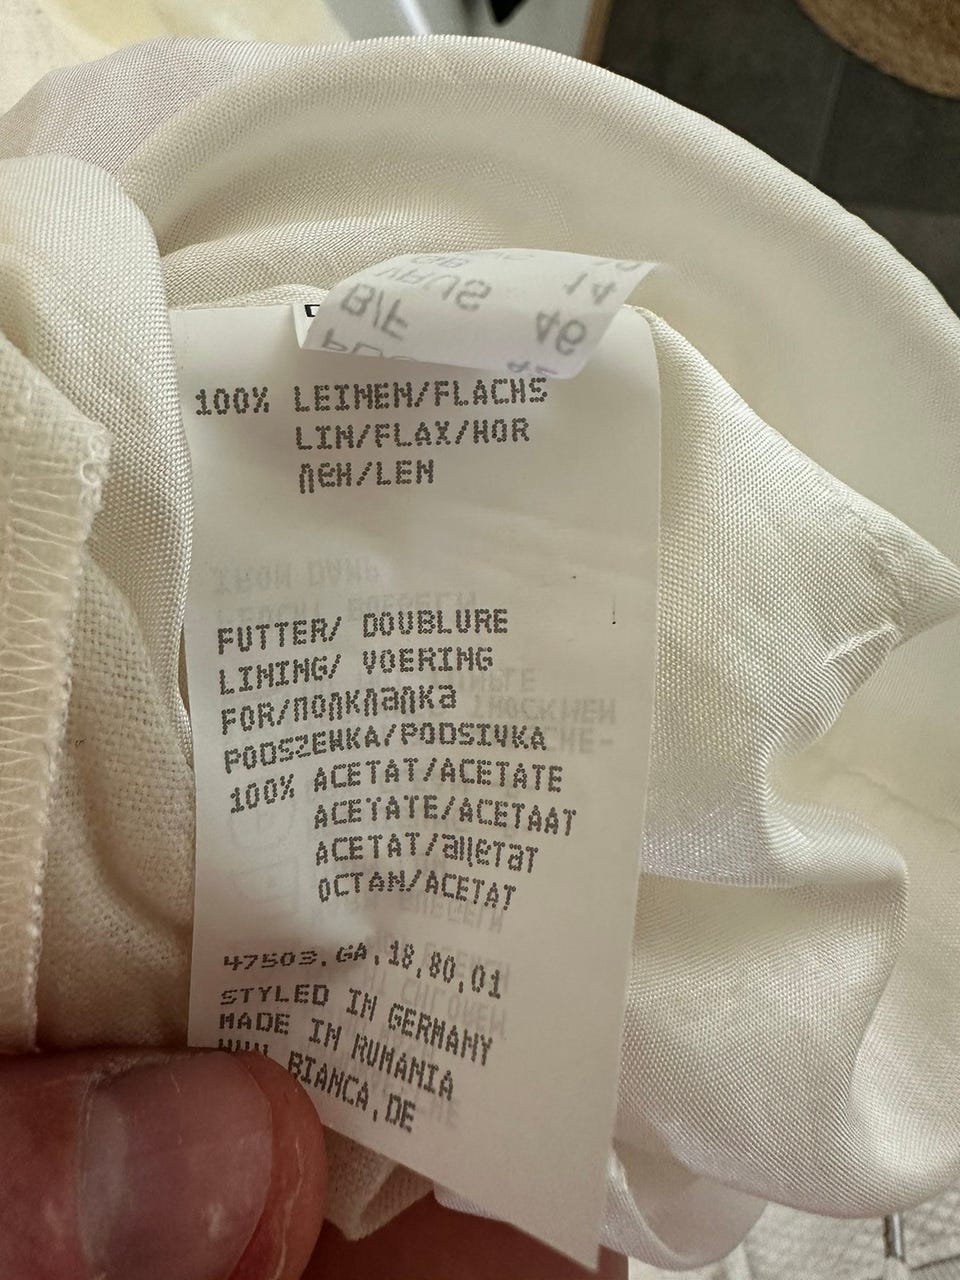 B/F 46
100% LEINEN/FLACHS
LIN/FLAX/HOR
лен/LEN
FUTTER/ DOUBLURE
LINING/ VOERING
FOR/поᴨклапка
PODSZEWKA/PODSIVKA
100% ACETAT/ACETATE
ACETATE/ACETAAT
ACETAT/ацетат
OCTAN/ACETAT
47503.GA.18.80.01
STYLED IN GERMANY
MADE IN RUMANIA
WWW.BIANCA.DE